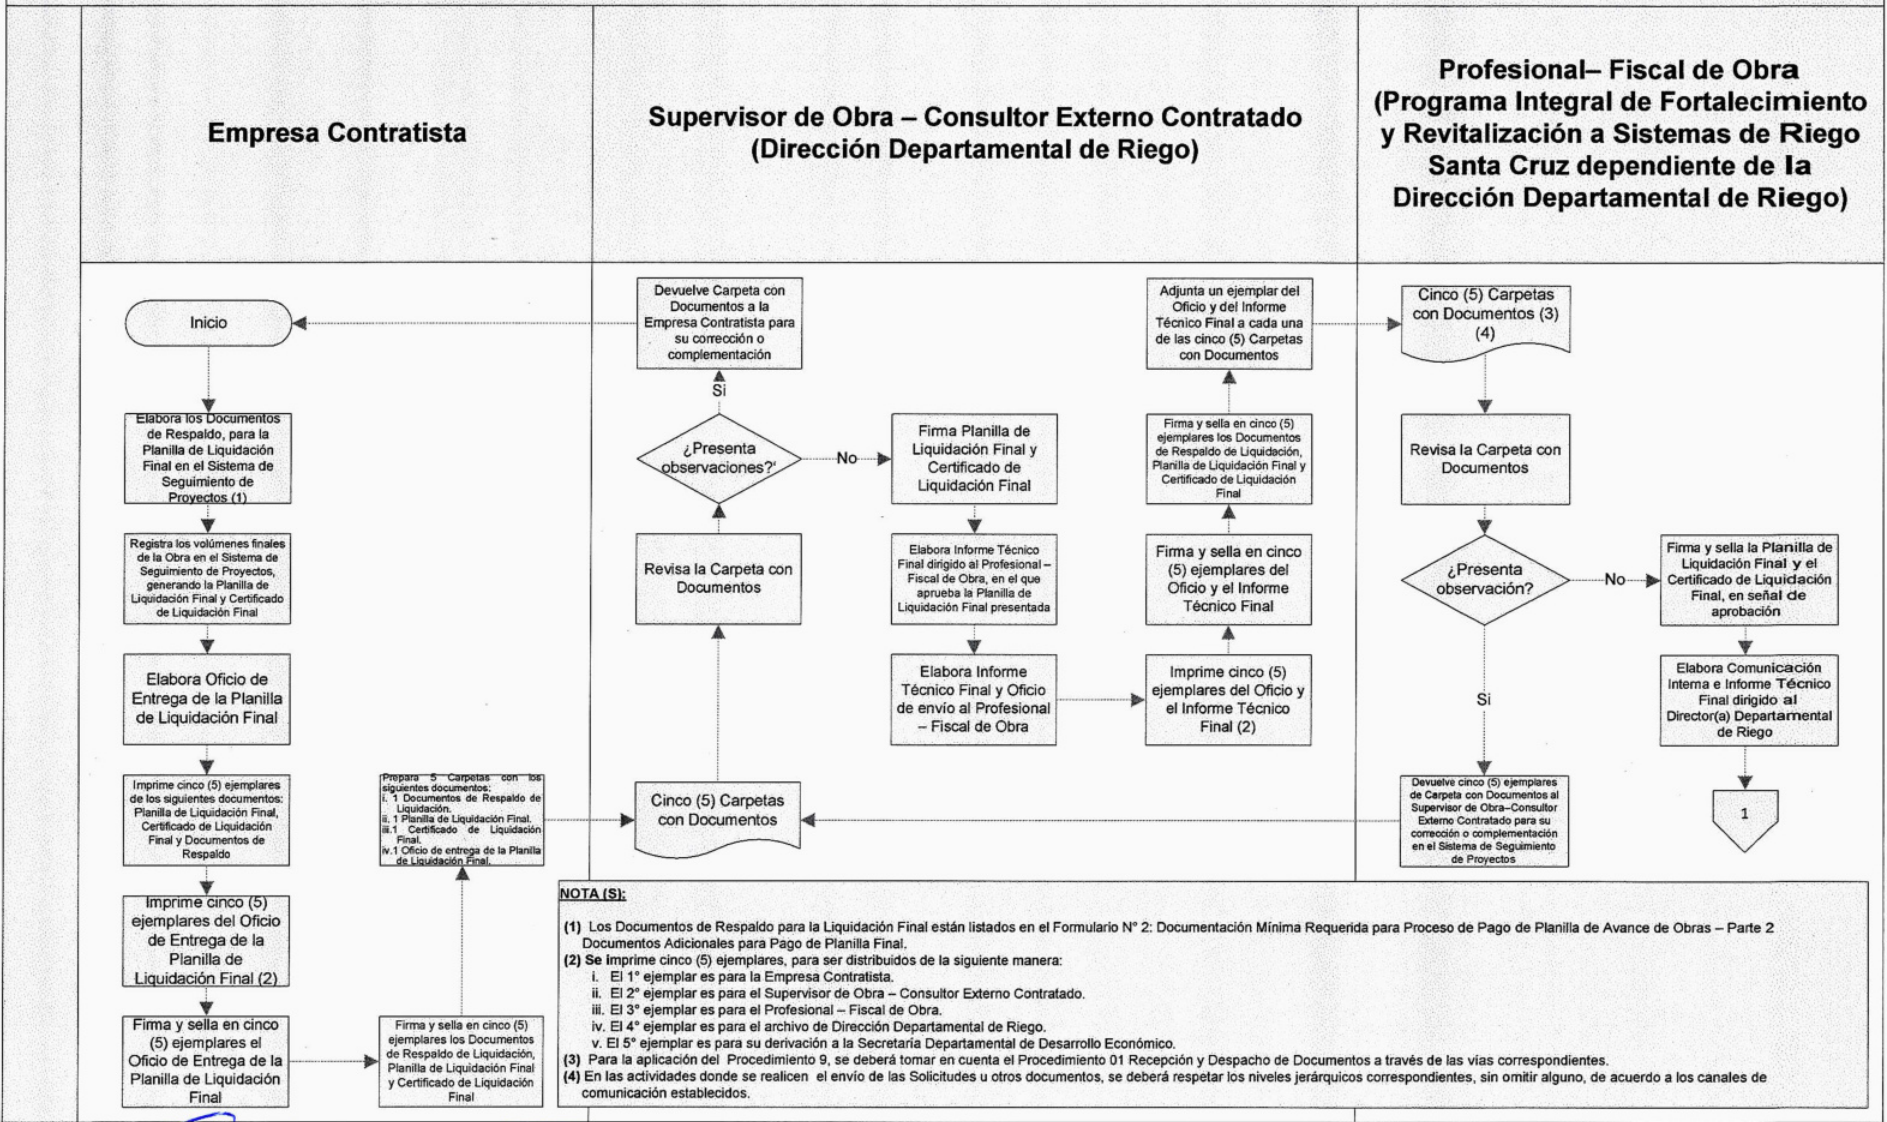 Empresa Contratista
Supervisor de Obra – Consultor Externo Contratado
(Dirección Departamental de Riego)
Profesional– Fiscal de Obra
(Programa Integral de Fortalecimiento
y Revitalización a Sistemas de Riego
Santa Cruz dependiente de la
Dirección Departamental de Riego)
Inicio
Elabora los Documentos
de Respaldo, para la
Planilla de Liquidación
Final en el Sistema de
Seguimiento de
Proyectos (1)
Registra los volúmenes finales
de la Obra en el Sistema de
Seguimiento de Proyectos,
generando la Planilla de
Liquidación Final y Certificado
de Liquidación Final
Elabora Oficio de
Entrega de la Planilla
de Liquidación Final
Imprime cinco (5) ejemplares
de los siguientes documentos:
Planilla de Liquidación Final,
Certificado de Liquidación
Final y Documentos de
Respaldo
Imprime cinco (5)
ejemplares del Oficio
de Entrega de la
Planilla de
Liquidación Final (2)
Firma y sella en cinco
(5) ejemplares el
Oficio de Entrega de la
Planilla de Liquidación
Final
Firma y sella en cinco (5)
ejemplares los Documentos
de Respaldo de Liquidación,
Planilla de Liquidación Final
y Certificado de Liquidación
Final
Prepara 5 Carpetas con los
siguientes documentos:
i. 1 Documentos de Respaldo de
Liquidación.
ii. 1 Planilla de Liquidación Final.
iii.1 Certificado de Liquidación
Final.
iv.1 Oficio de entrega de la Planilla
de Liquidación Final.
Cinco (5) Carpetas
con Documentos
Revisa la Carpeta con
Documentos
¿Presenta
observaciones?'
Si
Devuelve Carpeta con
Documentos a la
Empresa Contratista para
su corrección o
complementación
No
Firma Planilla de
Liquidación Final y
Certificado de
Liquidación Final
Elabora Informe Técnico
Final dirigido al Profesional –
Fiscal de Obra, en el que
aprueba la Planilla de
Liquidación Final presentada
Elabora Informe
Técnico Final y Oficio
de envío al Profesional
– Fiscal de Obra
Imprime cinco (5)
ejemplares del Oficio y
el Informe Técnico
Final (2)
Firma y sella en cinco
(5) ejemplares del
Oficio y el Informe
Técnico Final
Firma y sella en cinco (5)
ejemplares los Documentos
de Respaldo de Liquidación,
Planilla de Liquidación Final y
Certificado de Liquidación
Final
Adjunta un ejemplar del
Oficio y del Informe
Técnico Final a cada una
de las cinco (5) Carpetas
con Documentos
Cinco (5) Carpetas
con Documentos (3)
(4)
Revisa la Carpeta con
Documentos
¿Presenta
observación?
No
Firma y sella la Planilla de
Liquidación Final y el
Certificado de Liquidación
Final, en señal de
aprobación
Elabora Comunicación
Interna e Informe Técnico
Final dirigido al
Director(a) Departamental
de Riego
1
Si
Devuelve cinco (5) ejemplares
de Carpeta con Documentos al
Supervisor de Obra–Consultor
Externo Contratado para su
corrección o complementación
en el Sistema de Seguimiento
de Proyectos
NOTA (S):
(1) Los Documentos de Respaldo para la Liquidación Final están listados en el Formulario N° 2: Documentación Mínima Requerida para Proceso de Pago de Planilla de Avance de Obras – Parte 2
Documentos Adicionales para Pago de Planilla Final.
(2) Se imprime cinco (5) ejemplares, para ser distribuidos de la siguiente manera:
i. El 1° ejemplar es para la Empresa Contratista.
ii. El 2° ejemplar es para el Supervisor de Obra – Consultor Externo Contratado.
iii. El 3° ejemplar es para el Profesional – Fiscal de Obra.
iv. El 4° ejemplar es para el archivo de Dirección Departamental de Riego.
v. El 5° ejemplar es para su derivación a la Secretaría Departamental de Desarrollo Económico.
(3) Para la aplicación del Procedimiento 9, se deberá tomar en cuenta el Procedimiento 01 Recepción y Despacho de Documentos a través de las vías correspondientes.
(4) En las actividades donde se realicen el envío de las Solicitudes u otros documentos, se deberá respetar los niveles jerárquicos correspondientes, sin omitir alguno, de acuerdo a los canales de
comunicación establecidos.